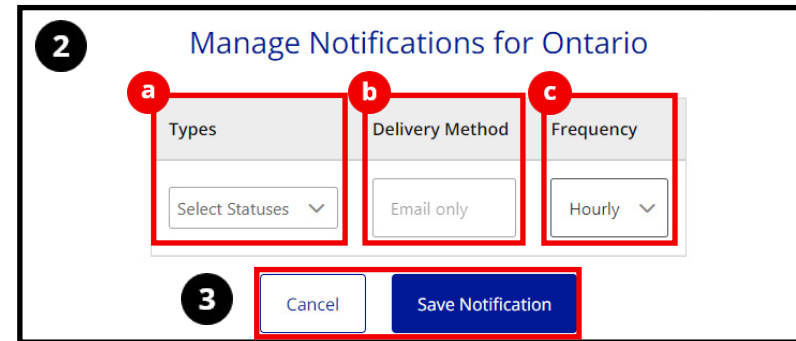 2
Manage Notifications for Ontario
a
b
c
Types Delivery Method Frequency
Select Statuses Email only Hourly
3
Cancel Save Notification